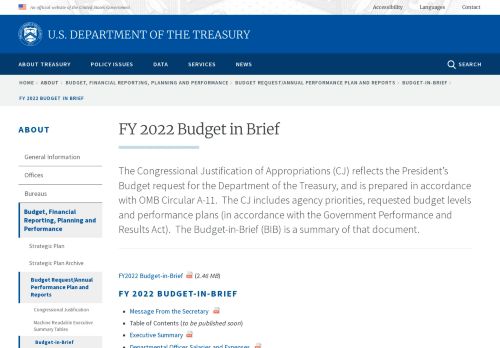 An official website of the United States Government
Accessibility Languages Contact
U.S. DEPARTMENT OF THE TREASURY
ABOUT TREASURY POLICY ISSUES DATA SERVICES NEWS SEARCH
HOME › ABOUT › BUDGET, FINANCIAL REPORTING, PLANNING AND PERFORMANCE › BUDGET REQUEST/ANNUAL PERFORMANCE PLAN AND REPORTS › BUDGET-IN-BRIEF ›
FY 2022 BUDGET IN BRIEF
ABOUT
General Information
Offices
Bureaus
Budget, Financial
Reporting, Planning and
Performance
Strategic Plan
Strategic Plan Archive
Budget Request/Annual
Performance Plan and
Reports
Congressional Justification
Machine Readable Executive
Summary Tables
Budget-in-Brief
FY 2022 Budget in Brief
The Congressional Justification of Appropriations (CJ) reflects the President's
Budget request for the Department of the Treasury, and is prepared in accordance
with OMB Circular A-11. The CJ includes agency priorities, requested budget levels
and performance plans (in accordance with the Government Performance and
Results Act). The Budget-in-Brief (BIB) is a summary of that document.
FY2022 Budget-in-Brief (2.46 MB)
FY 2022 BUDGET-IN-BRIEF
• Message From the Secretary
• Table of Contents (to be published soon)
• Executive Summary
• Departmental Offices Salaries and Expenses